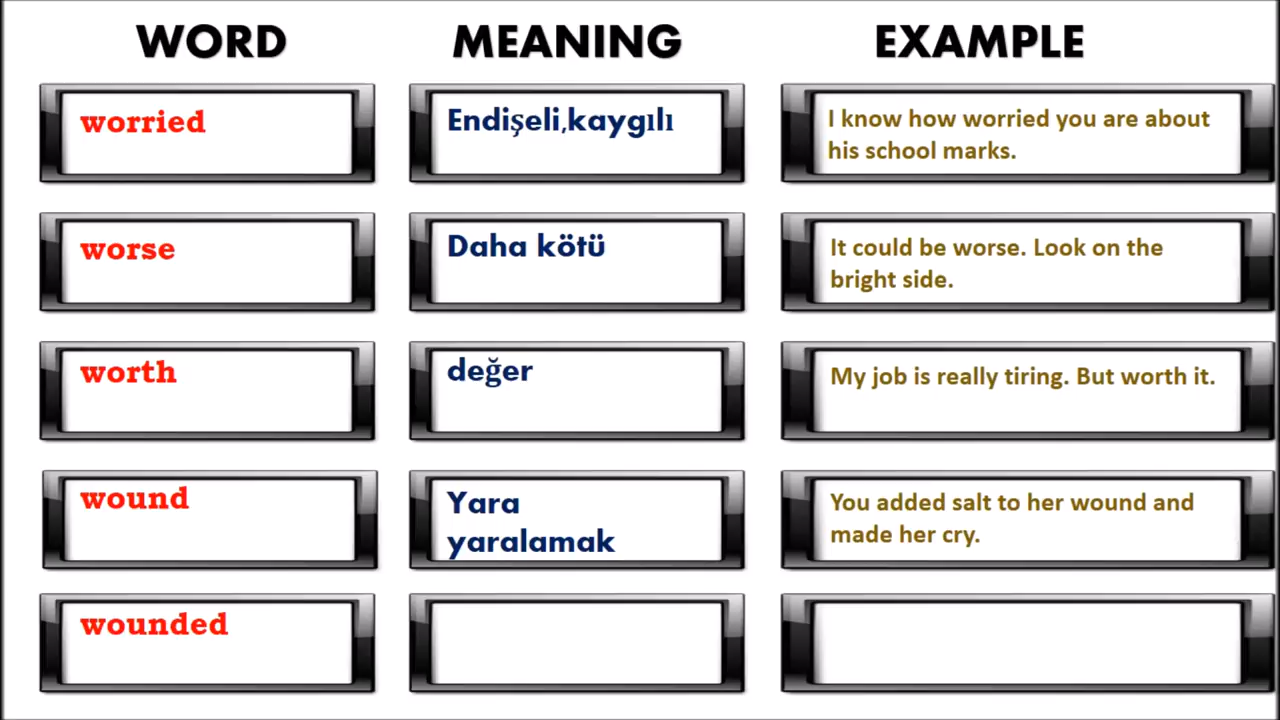 WORD MEANING EXAMPLE
worried Endişeli,kaygılı I know how worried you are about
his school marks.
worse Daha kötü It could be worse. Look on the
bright side.
worth değer My job is really tiring. But worth it.
wound Yara You added salt to her wound and
yaralamak made her cry.
wounded